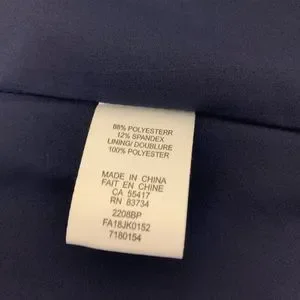 88% POLYESTERR
12% SPANDEX
LINING/ DOUBLURE
100% POLYESTER
MADE IN CHINA
FAIT EN CHINE
CA 55417
RN 83734
2208BP
FA18JK0152
7180154